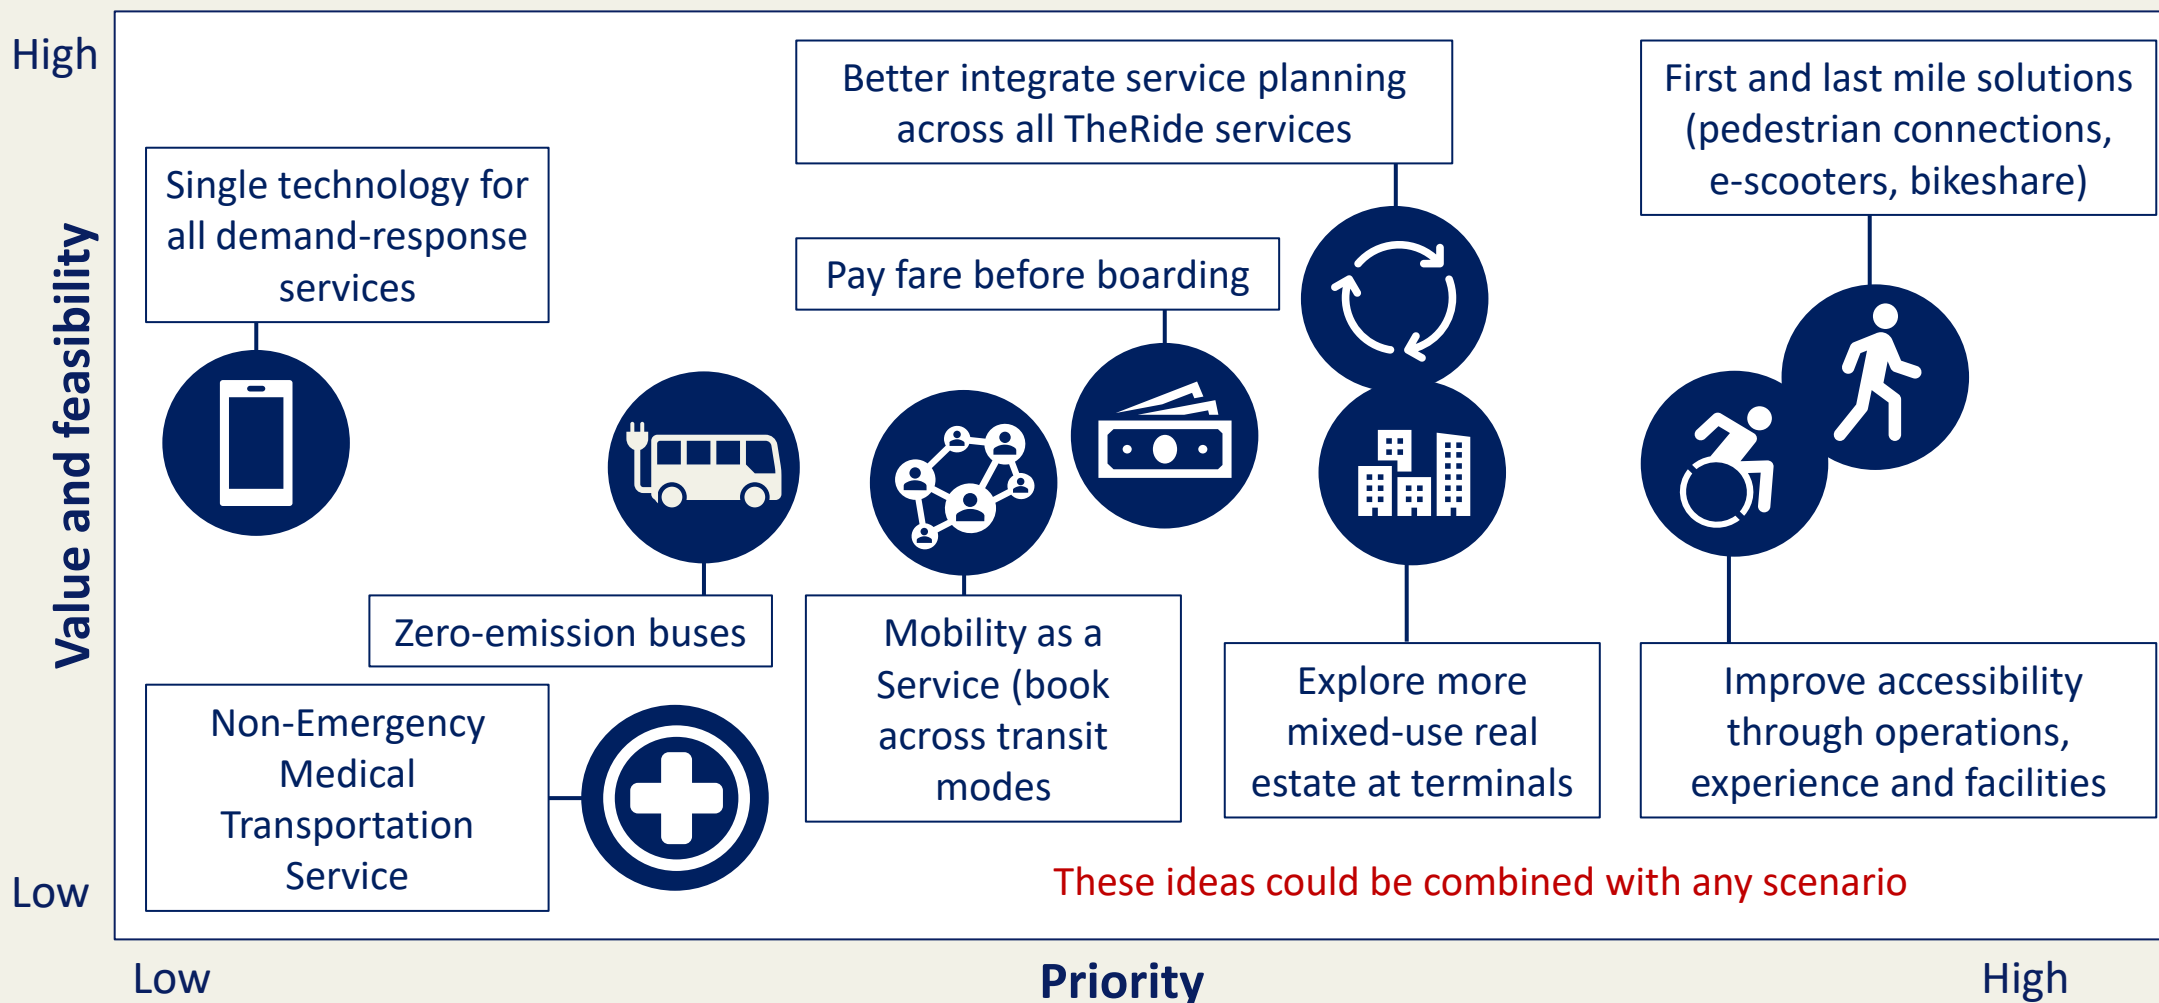 High
Better integrate service planning
across all TheRide services
First and last mile solutions
(pedestrian connections,
e-scooters, bikeshare)
Single technology for
all demand-response
services
Pay fare before boarding
Value and feasibility
Zero-emission buses
Mobility as a
Service (book
across transit
modes
Explore more
mixed-use real
estate at terminals
Improve accessibility
through operations,
experience and facilities
Non-Emergency
Medical
Transportation
Service
These ideas could be combined with any scenario
Low
Low
Priority
High